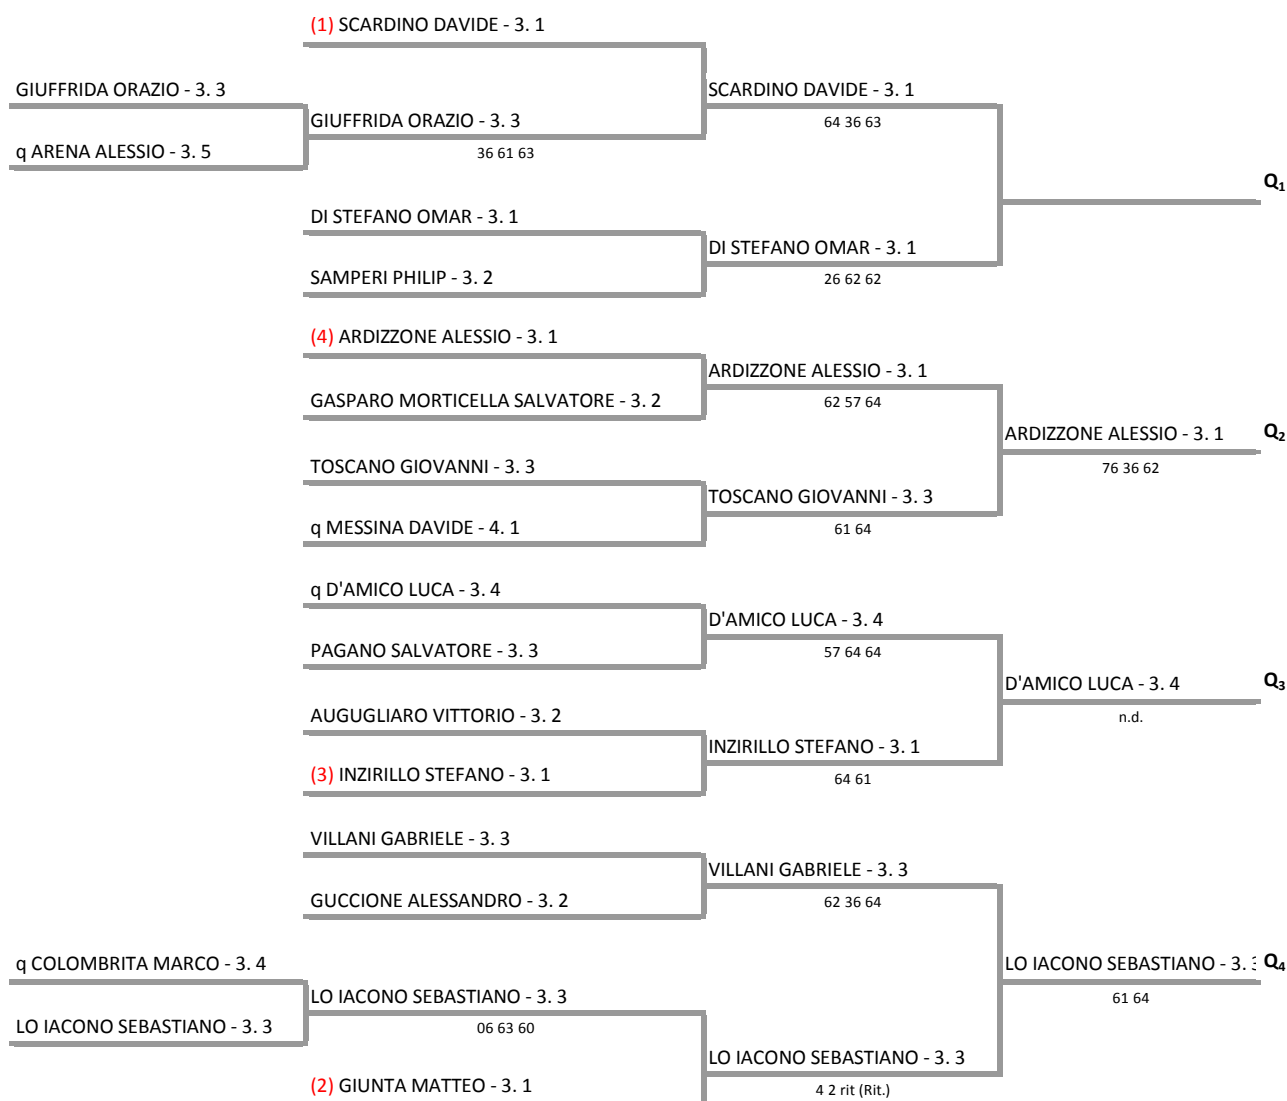 (1) SCARDINO DAVIDE - 3. 1
GIUFFRIDA ORAZIO - 3. 3
SCARDINO DAVIDE - 3. 1
GIUFFRIDA ORAZIO - 3. 3
64 36 63
q ARENA ALESSIO - 3. 5
36 61 63
Q1
DI STEFANO OMAR - 3. 1
DI STEFANO OMAR - 3. 1
SAMPERI PHILIP - 3. 2
26 62 62
(4) ARDIZZONE ALESSIO - 3. 1
ARDIZZONE ALESSIO - 3. 1
GASPARO MORTICELLA SALVATORE - 3. 2
62 57 64
ARDIZZONE ALESSIO - 3. 1
Q2
TOSCANO GIOVANNI - 3. 3
76 36 62
TOSCANO GIOVANNI - 3. 3
q MESSINA DAVIDE - 4. 1
61 64
q D'AMICO LUCA - 3. 4
D'AMICO LUCA - 3. 4
PAGANO SALVATORE - 3. 3
57 64 64
D'AMICO LUCA - 3. 4
Q3
AUGUGLIARO VITTORIO - 3. 2
n.d.
INZIRILLO STEFANO - 3. 1
(3) INZIRILLO STEFANO - 3. 1
64 61
VILLANI GABRIELE - 3. 3
VILLANI GABRIELE - 3. 3
GUCCIONE ALESSANDRO - 3. 2
62 36 64
q COLOMBRITA MARCO - 3. 4
LO IACONO SEBASTIANO - 3. 3
Q4
LO IACONO SEBASTIANO - 3. 3
61 64
LO IACONO SEBASTIANO - 3. 3
06 63 60
LO IACONO SEBASTIANO - 3. 3
(2) GIUNTA MATTEO - 3. 1
4 2 rit (Rit.)